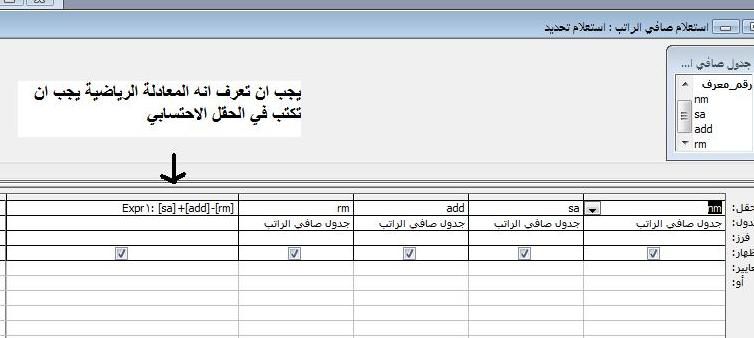 استعلام صافي الراتب : استعلام تحديد
جدول صافي ا...
رقم_معرف
nm
sa
add
rm
يجب ان تعرف انه المعادلة الرياضية يجب ان
تكتب في الحقل الاحتسابي
حقل: nm sa add rm Expr١: [sa]+[add]-[rm]
جدول: جدول صافي الراتب جدول صافي الراتب جدول صافي الراتب جدول صافي الراتب
فرز:
ظهار:
عايير:
أو: